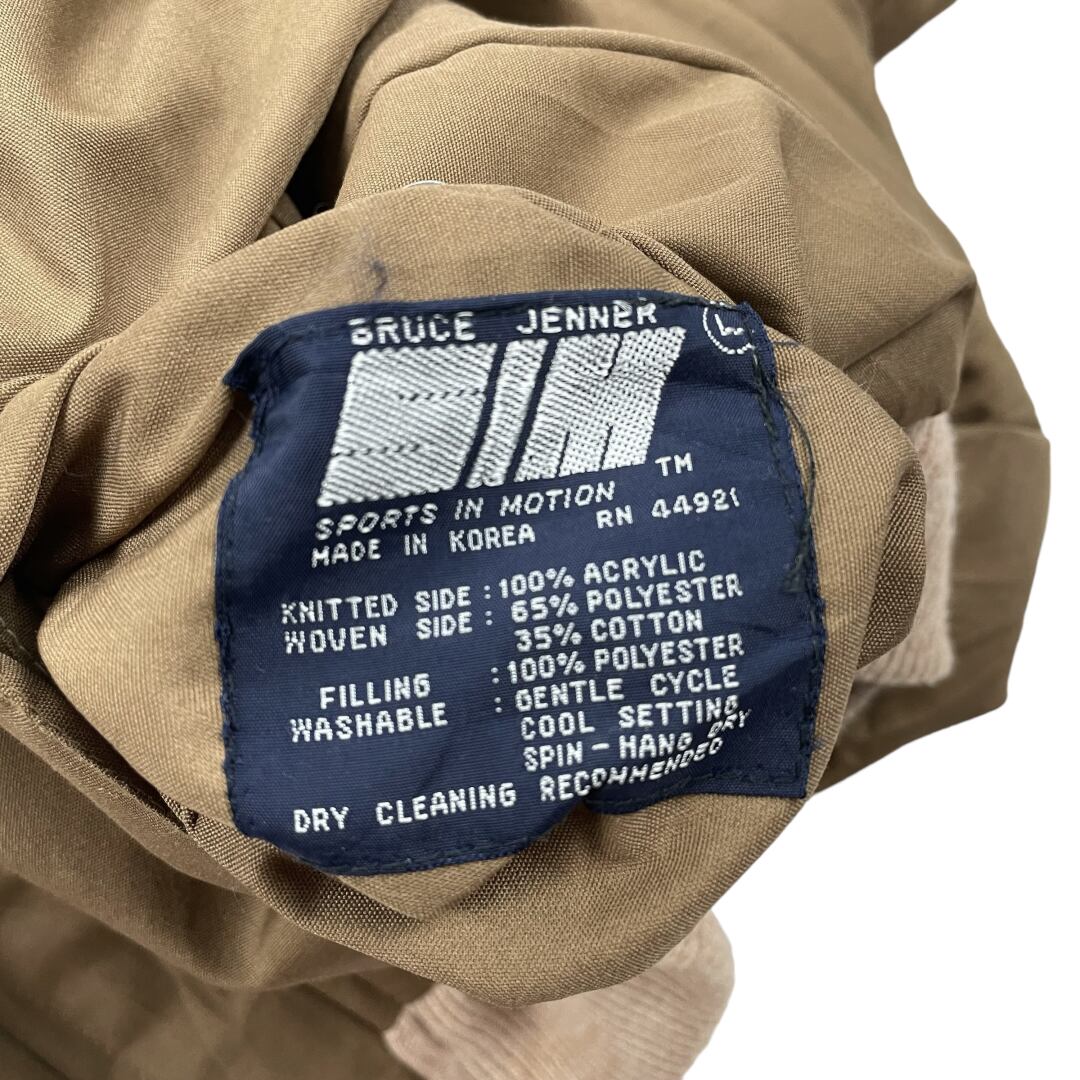 BRUCE JENNER L
SPORTS IN MOTION TM
MADE IN KOREA RN 44921
KNITTED SIDE : 100% ACRYLIC
WOVEN SIDE : 65% POLYESTER
35% COTTON
FILLING : 100% POLYESTER
WASHABLE : GENTLE CYCLE
COOL SETTING
SPIN - HANG DRY
DRY CLEANING RECOMMENDED